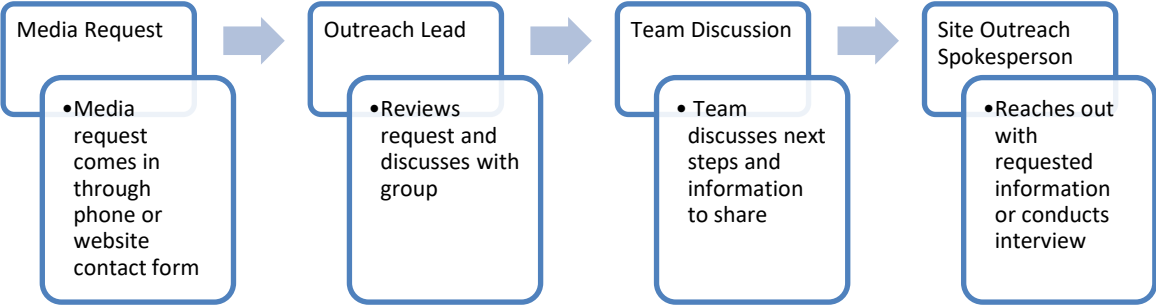 Media Request
•Media
request
comes in
through
phone or
website
contact form
Outreach Lead
•Reviews
request and
discusses with
group
Team Discussion
• Team
discusses next
steps and
information
to share
Site Outreach
Spokesperson
•Reaches out
with
requested
information
or conducts
interview